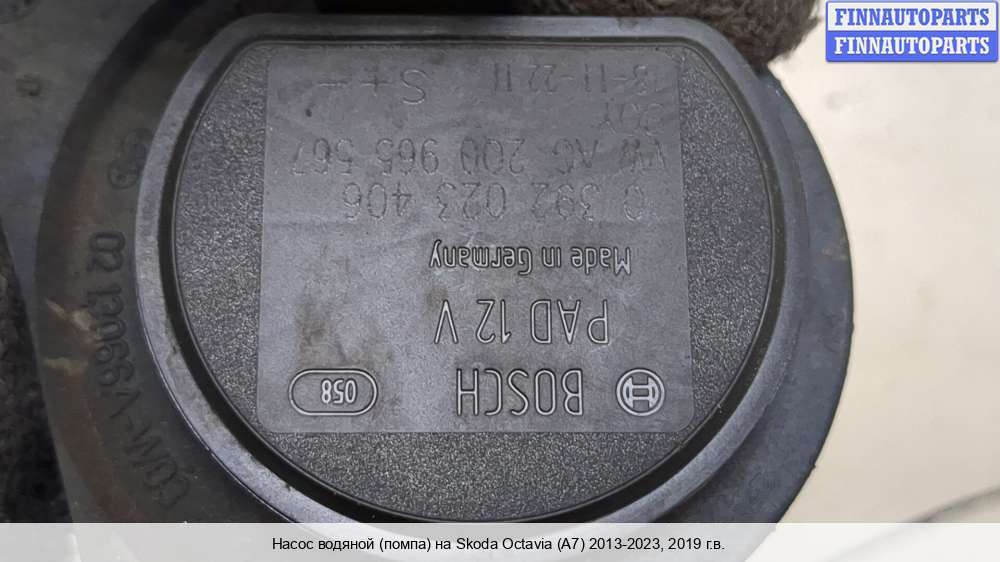 FINNAUTOPARTS
FINNAUTOPARTS
BOSCH
058
PAD 12 V
Made in Germany
0 392 023 406
VW AG 2Q0 965 567
S + -
Насос водяной (помпа) на Skoda Octavia (A7) 2013-2023, 2019 г.в.